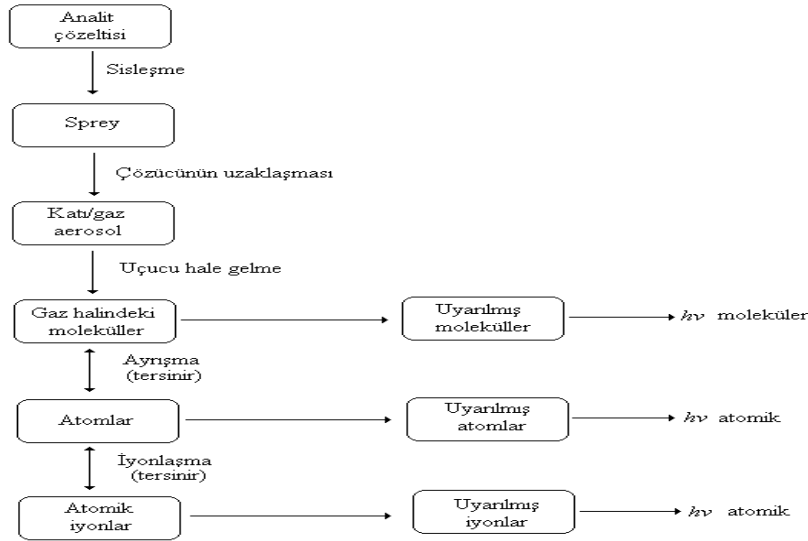 Analit
çözeltisi
Sisleşme
Sprey
Çözücünün uzaklaşması
Katı/gaz
aerosol
Uçucu hale gelme
Gaz halindeki
moleküller
Uyarılmış
moleküller
hν moleküler
Ayrışma
(tersinir)
Atomlar
Uyarılmış
atomlar
hν atomik
İyonlaşma
(tersinir)
Atomik
iyonlar
Uyarılmış
iyonlar
hν atomik